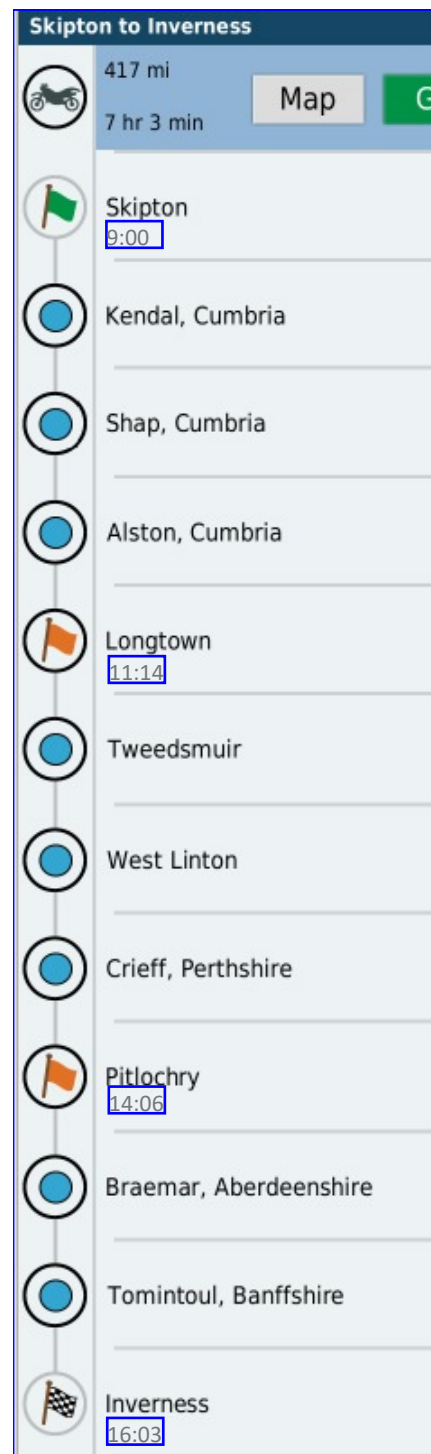 Skipton to Inverness
417 mi
7 hr 3 min
Map
G
Skipton
9:00
Kendal, Cumbria
Shap, Cumbria
Alston, Cumbria
Longtown
11:14
Tweedsmuir
West Linton
Crieff, Perthshire
Pitlochry
14:06
Braemar, Aberdeenshire
Tomintoul, Banffshire
Inverness
16:03